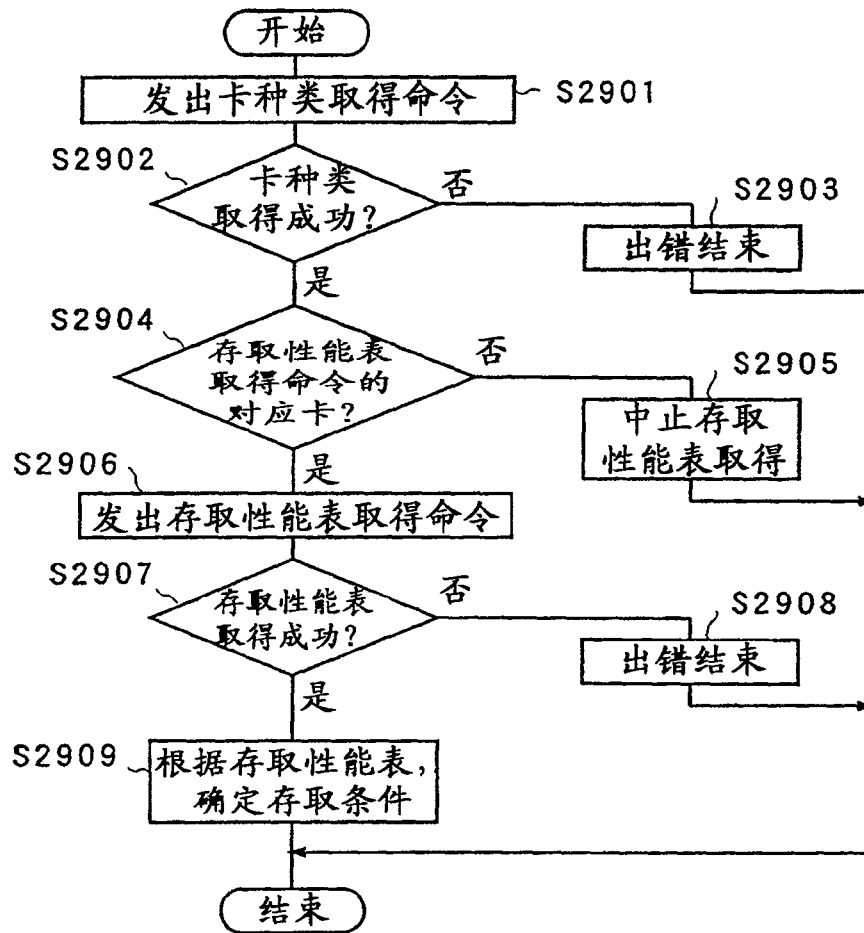 开始
发出卡种类取得命令
S2901
S2902
卡种类
取得成功?
否
S2903
出错结束
是
S2904
存取性能表
取得命令的
对应卡?
否
S2905
中止存取
性能表取得
是
S2906
发出存取性能表取得命令
S2907
存取性能表
取得成功?
否
S2908
出错结束
是
S2909
根据存取性能表,
确定存取条件
结束